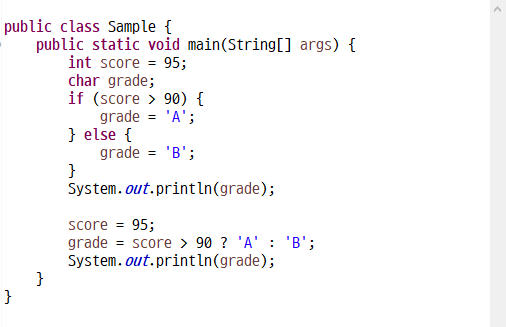 public class Sample {
    public static void main(String[] args) {
        int score = 95;
        char grade;
        if (score > 90) {
            grade = 'A';
        } else {
            grade = 'B';
        }
        System.out.println(grade);

        score = 95;
        grade = score > 90 ? 'A' : 'B';
        System.out.println(grade);
    }
}